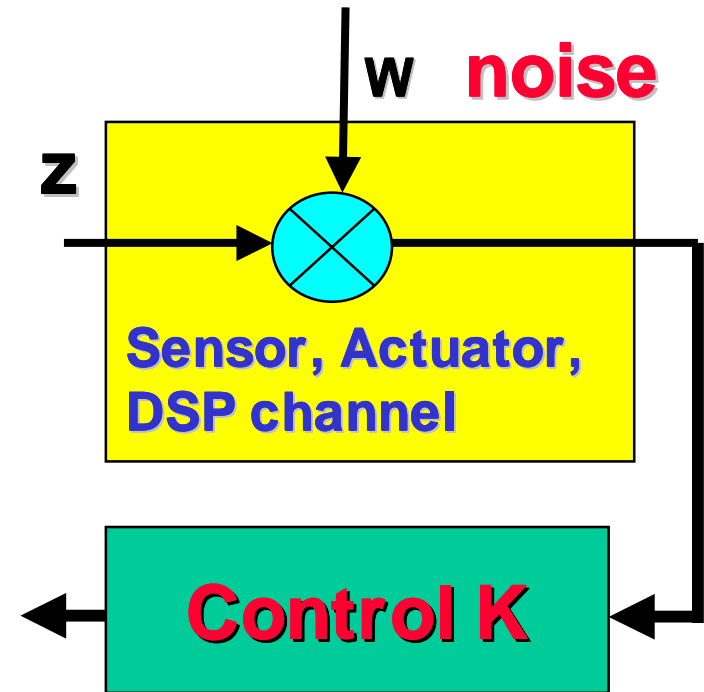 w noise
z
Sensor, Actuator,
DSP channel
Control K